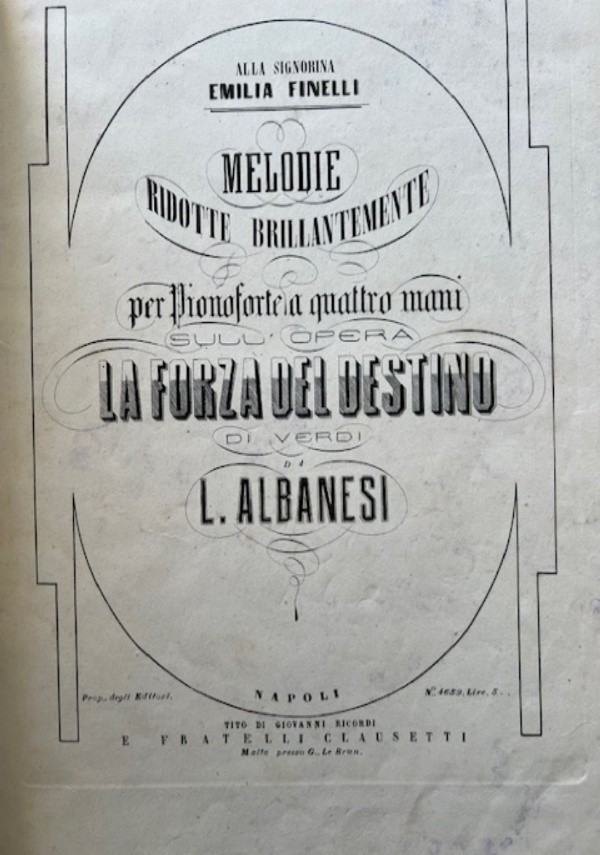 ALLA SIGNORINA
EMILIA FINELLI
MELODIE
RIDOTTE BRILLANTEMENTE
per Pianoforte a quattro mani
SULL' OPERA
LA FORZA DEL DESTINO
DI VERDI
DA
L. ALBANESI
Prop. degli Editori.
NAPOLI
N.º 4659. Lire. 5..
TITO DI GIOVANNI RICORDI
E FRATELLI CLAUSETTI
Malta presso G. Le Brun.